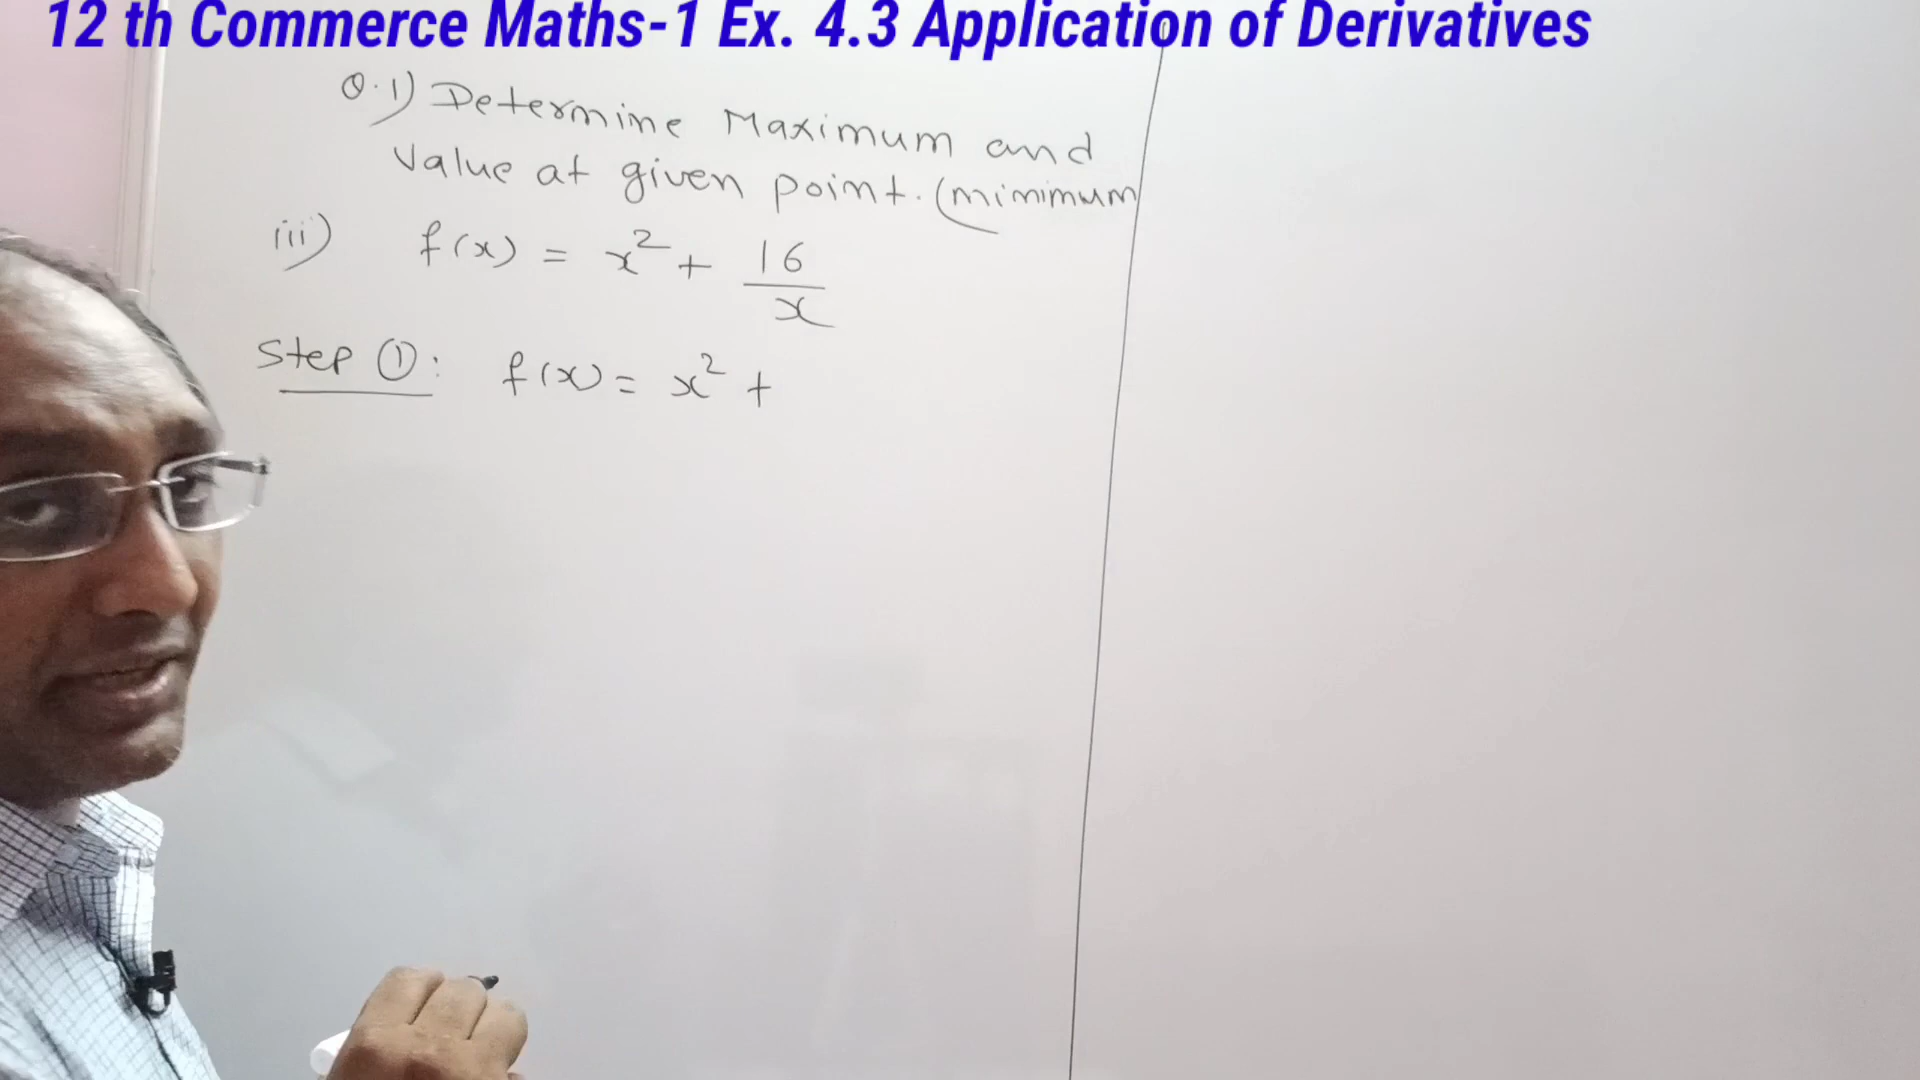 12 th Commerce Maths-1 Ex. 4.3 Application of Derivatives
Q.1) Determine Maximum and
Value at given point. (minimum
iii) f(x) = x² + 16/x
Step ①: f(x) = x² +